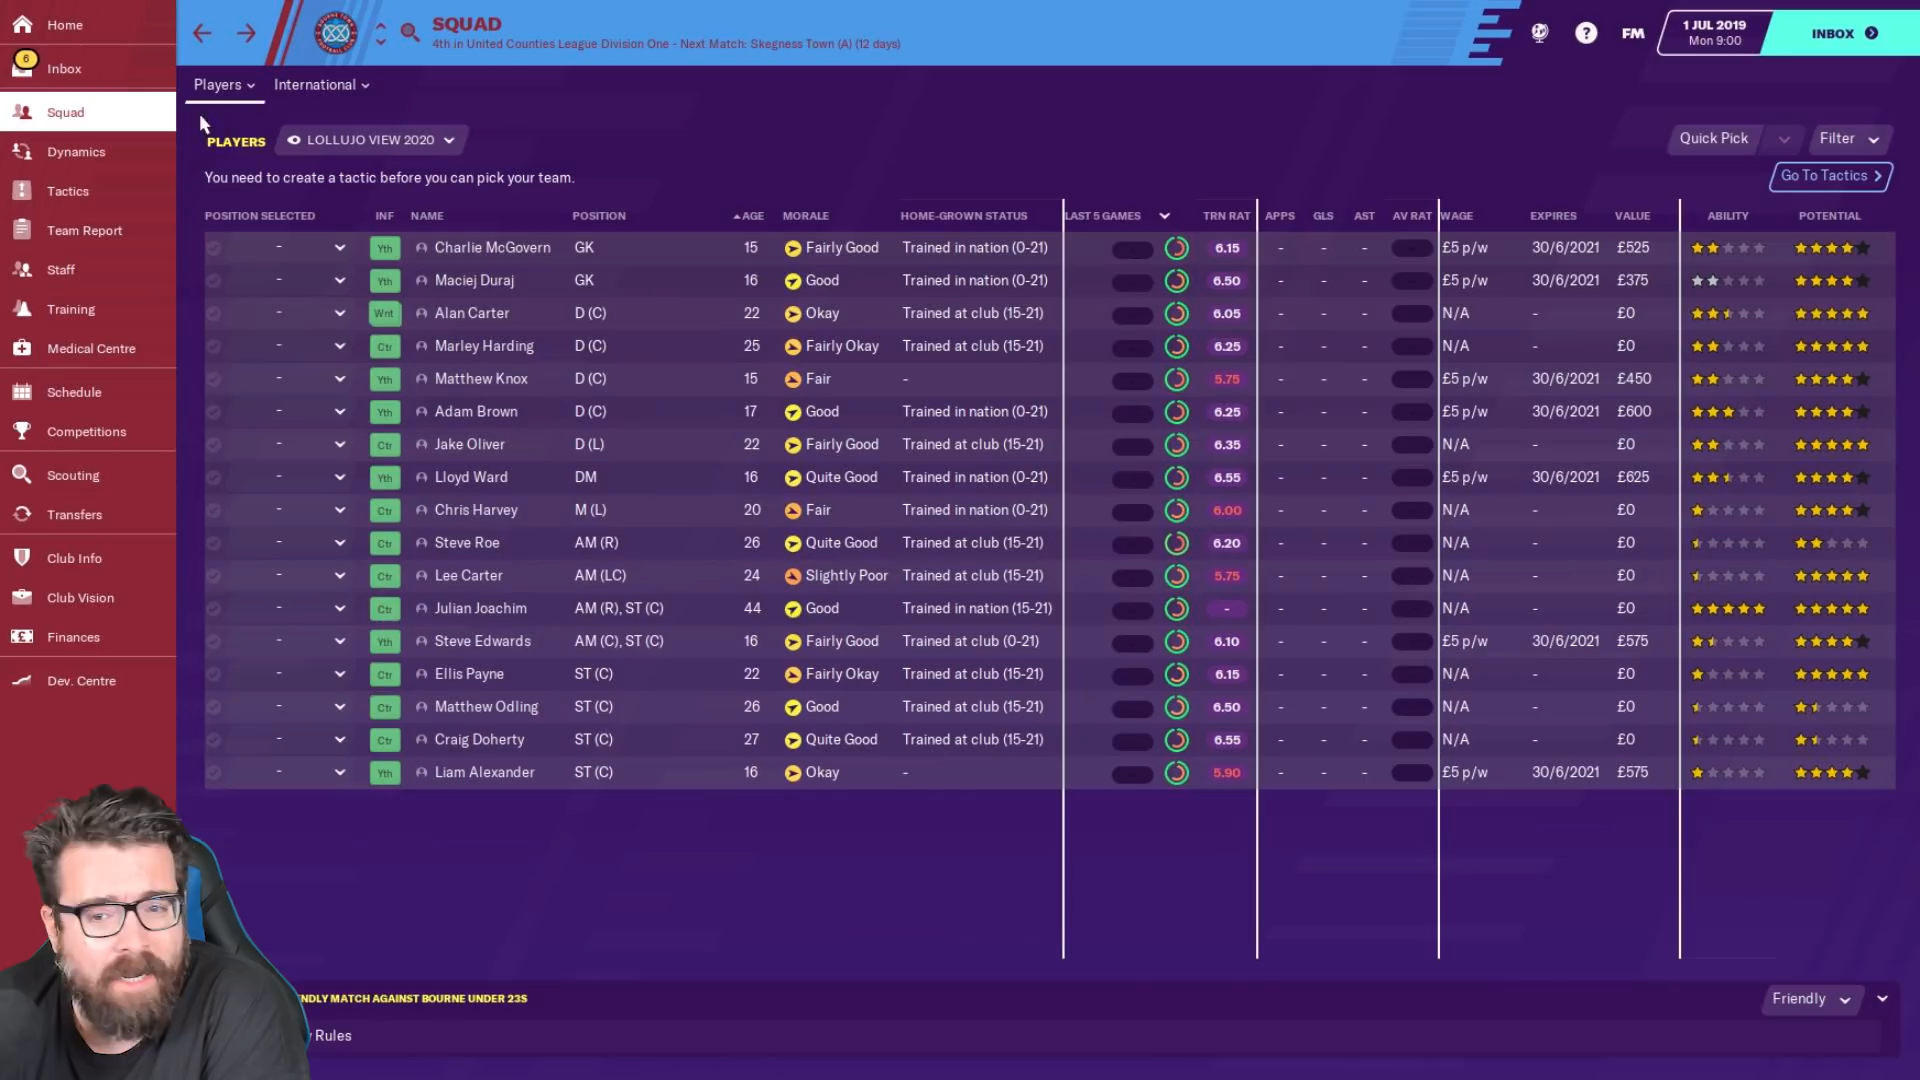 Home
6
Inbox
Squad
Dynamics
Tactics
Team Report
Staff
Training
Medical Centre
Schedule
Competitions
Scouting
Transfers
Club Info
Club Vision
Finances
Dev. Centre
SQUAD
4th in United Counties League Division One - Next Match: Skegness Town (A) (12 days)
? FM
1 JUL 2019
Mon 9:00
INBOX
Players International
PLAYERS LOLLUJO VIEW 2020
Quick Pick Filter
You need to create a tactic before you can pick your team.
Go To Tactics
POSITION SELECTED INF NAME POSITION AGE MORALE HOME-GROWN STATUS LAST 5 GAMES TRN RAT APPS GLS AST AV RAT WAGE EXPIRES VALUE ABILITY POTENTIAL
- Yth Charlie McGovern GK 15 Fairly Good Trained in nation (0-21) 6.15 - - - £5 p/w 30/6/2021 £525
- Yth Maciej Duraj GK 16 Good Trained in nation (0-21) 6.50 - - - £5 p/w 30/6/2021 £375
- Wnt Alan Carter D (C) 22 Okay Trained at club (15-21) 6.05 - - - N/A - £0
- Ctr Marley Harding D (C) 25 Fairly Okay Trained at club (15-21) 6.25 - - - N/A - £0
- Yth Matthew Knox D (C) 15 Fair - 5.75 - - - £5 p/w 30/6/2021 £450
- Yth Adam Brown D (C) 17 Good Trained in nation (0-21) 6.25 - - - £5 p/w 30/6/2021 £600
- Ctr Jake Oliver D (L) 22 Fairly Good Trained at club (15-21) 6.35 - - - N/A - £0
- Yth Lloyd Ward DM 16 Quite Good Trained in nation (0-21) 6.55 - - - £5 p/w 30/6/2021 £625
- Ctr Chris Harvey M (L) 20 Fair Trained in nation (0-21) 6.00 - - - N/A - £0
- Ctr Steve Roe AM (R) 26 Quite Good Trained at club (15-21) 6.20 - - - N/A - £0
- Ctr Lee Carter AM (LC) 24 Slightly Poor Trained at club (15-21) 5.75 - - - N/A - £0
- Ctr Julian Joachim AM (R), ST (C) 44 Good Trained in nation (15-21) - - - - N/A - £0
- Yth Steve Edwards AM (C), ST (C) 16 Fairly Good Trained at club (0-21) 6.10 - - - £5 p/w 30/6/2021 £575
- Ctr Ellis Payne ST (C) 22 Fairly Okay Trained at club (15-21) 6.15 - - - N/A - £0
- Ctr Matthew Odling ST (C) 26 Good Trained at club (15-21) 6.50 - - - N/A - £0
- Ctr Craig Doherty ST (C) 27 Quite Good Trained at club (15-21) 6.55 - - - N/A - £0
- Yth Liam Alexander ST (C) 16 Okay - 5.90 - - - £5 p/w 30/6/2021 £575
NDLY MATCH AGAINST BOURNE UNDER 23S
Friendly
Rules